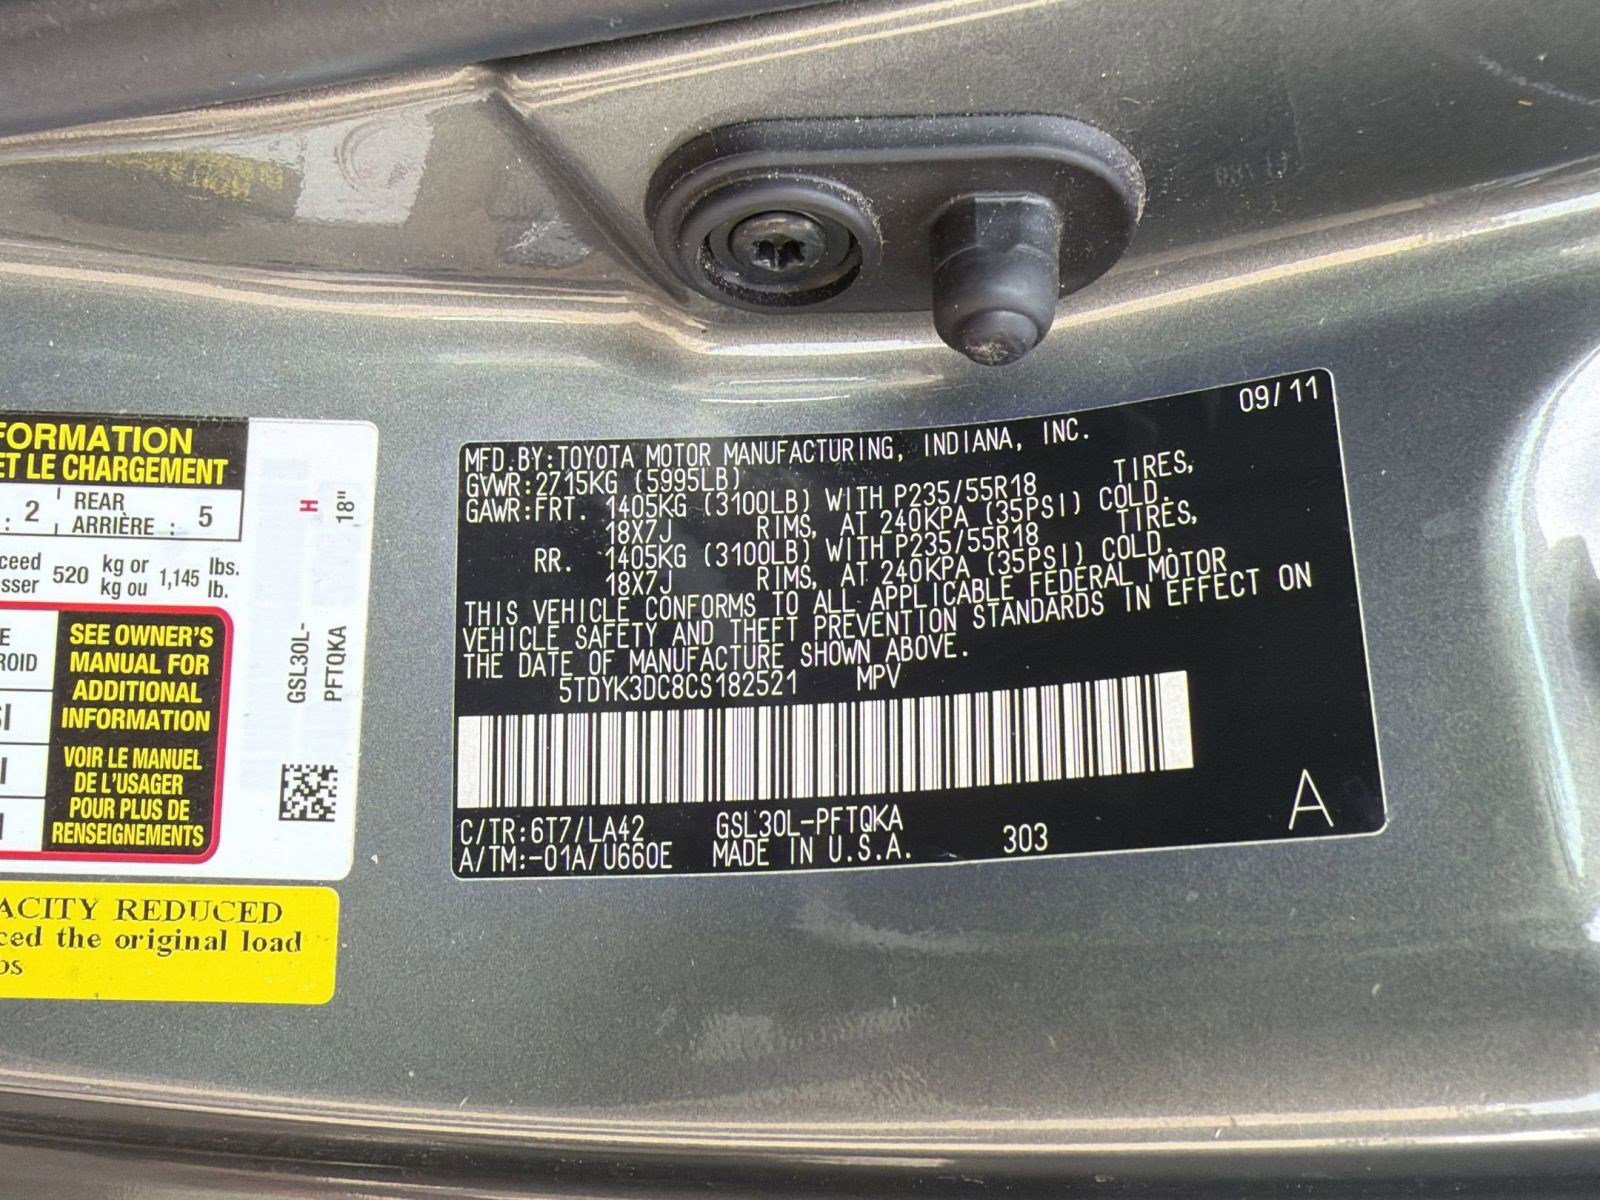 FORMATION
ET LE CHARGEMENT
: 2 REAR ARRIÈRE : 5
ceed kg or lbs.
sser 520 kg ou 1,145 lb.
E
ROID
SI
I
I
SEE OWNER'S
MANUAL FOR
ADDITIONAL
INFORMATION
VOIR LE MANUEL
DE L'USAGER
POUR PLUS DE
RENSEIGNEMENTS
H
18"
GSL30L-
PFTQKA
ACITY REDUCED
ced the original load
bs
09/11
MFD.BY:TOYOTA MOTOR MANUFACTURING, INDIANA, INC.
GVWR:2715KG (5995LB)
GAWR:FRT. 1405KG (3100LB) WITH P235/55R18 TIRES,
18X7J RIMS, AT 240KPA (35PSI) COLD.
RR. 1405KG (3100LB) WITH P235/55R18 TIRES,
18X7J RIMS, AT 240KPA (35PSI) COLD.
THIS VEHICLE CONFORMS TO ALL APPLICABLE FEDERAL MOTOR
VEHICLE SAFETY AND THEFT PREVENTION STANDARDS IN EFFECT ON
THE DATE OF MANUFACTURE SHOWN ABOVE.
5TDYK3DC8CS182521 MPV
C/TR:6T7/LA42 GSL30L-PFTQKA
A/TM:-01A/U660E MADE IN U.S.A. 303
A